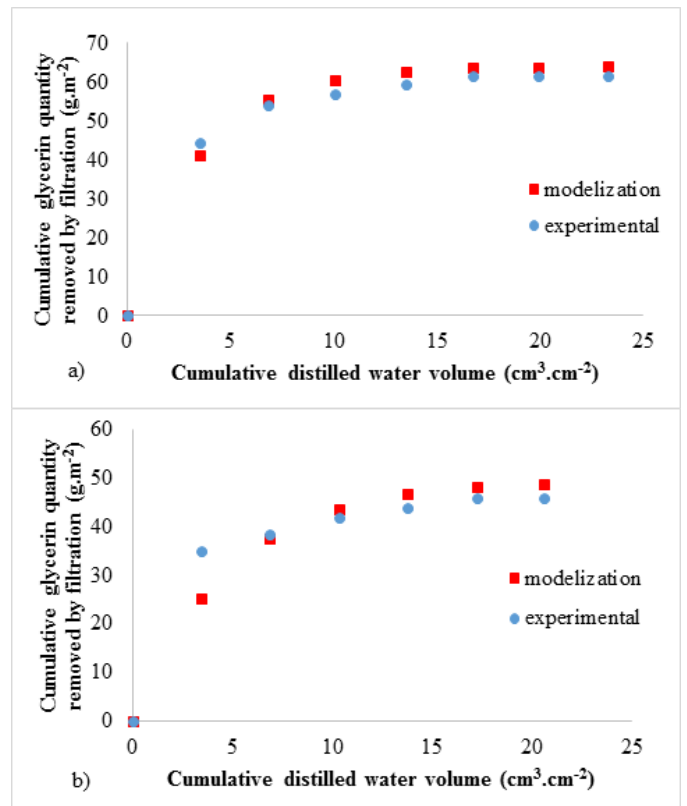 Cumulative glycerin quantity
removed by filtration (g.m-2)
70
60
50
40
30
20
10
0
modelization
experimental
0 5 10 15 20 25
a)
Cumulative distilled water volume (cm³.cm⁻²)
Cumulative glycerin quantity
removed by filtration (g.m-2)
60
50
40
30
20
10
0
modelization
experimental
0 5 10 15 20 25
b)
Cumulative distilled water volume (cm³.cm⁻²)